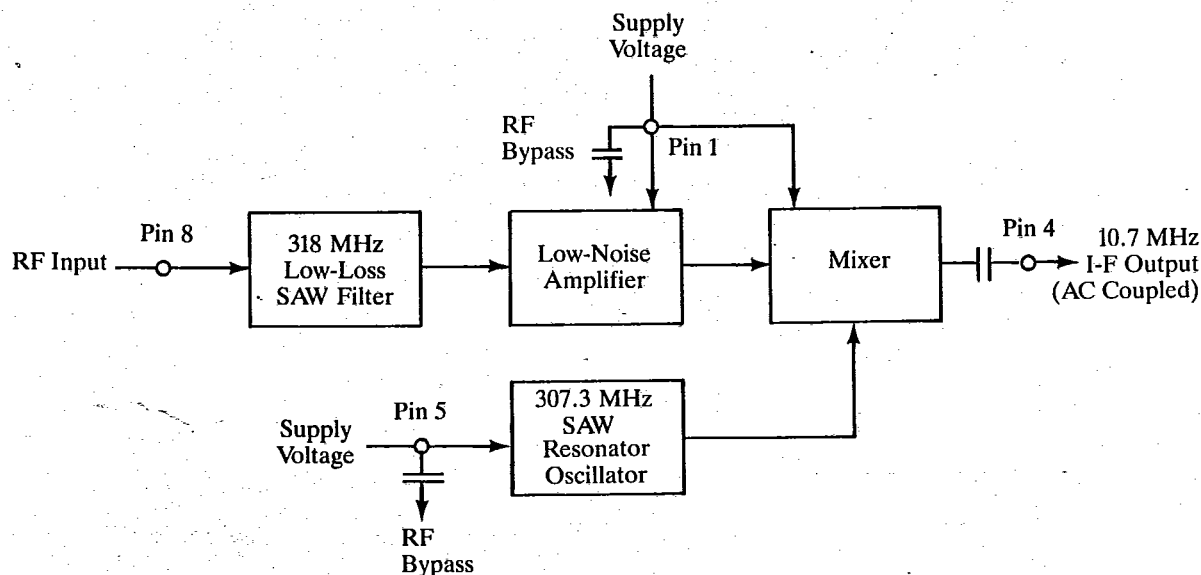 Supply
Voltage
RF
Bypass
Pin 1
Pin 8
RF Input
318 MHz
Low-Loss
SAW Filter
Low-Noise
Amplifier
Mixer
Pin 4
10.7 MHz
I-F Output
(AC Coupled)
Pin 5
Supply
Voltage
307.3 MHz
SAW
Resonator
Oscillator
RF
Bypass